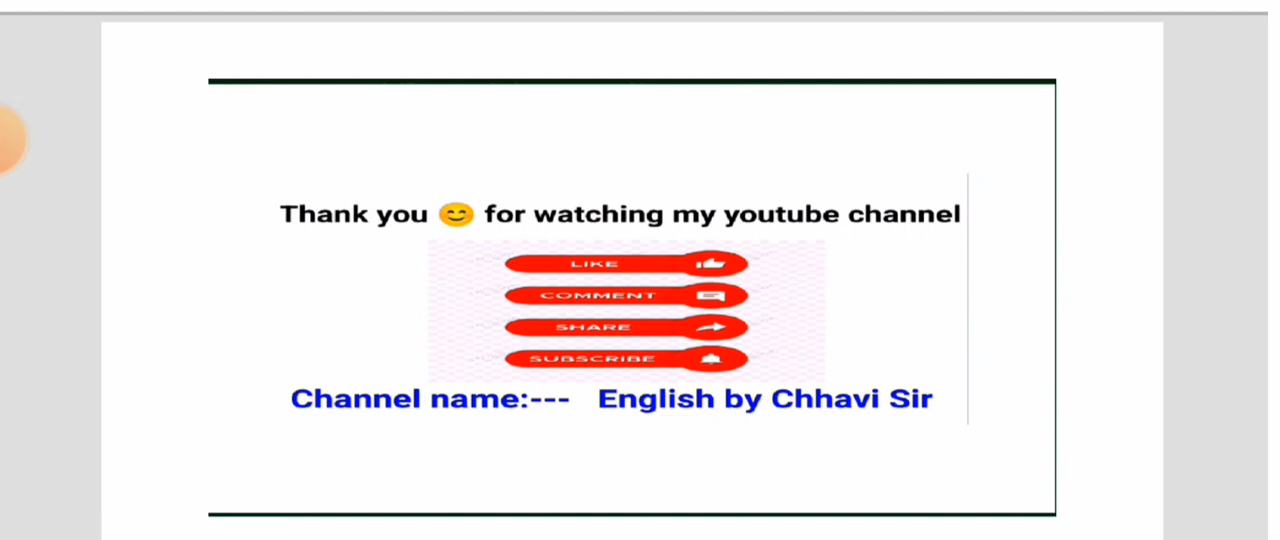 Thank you 😊 for watching my youtube channel
LIKE
COMMENT
SHARE
SUBSCRIBE
Channel name:--- English by Chhavi Sir